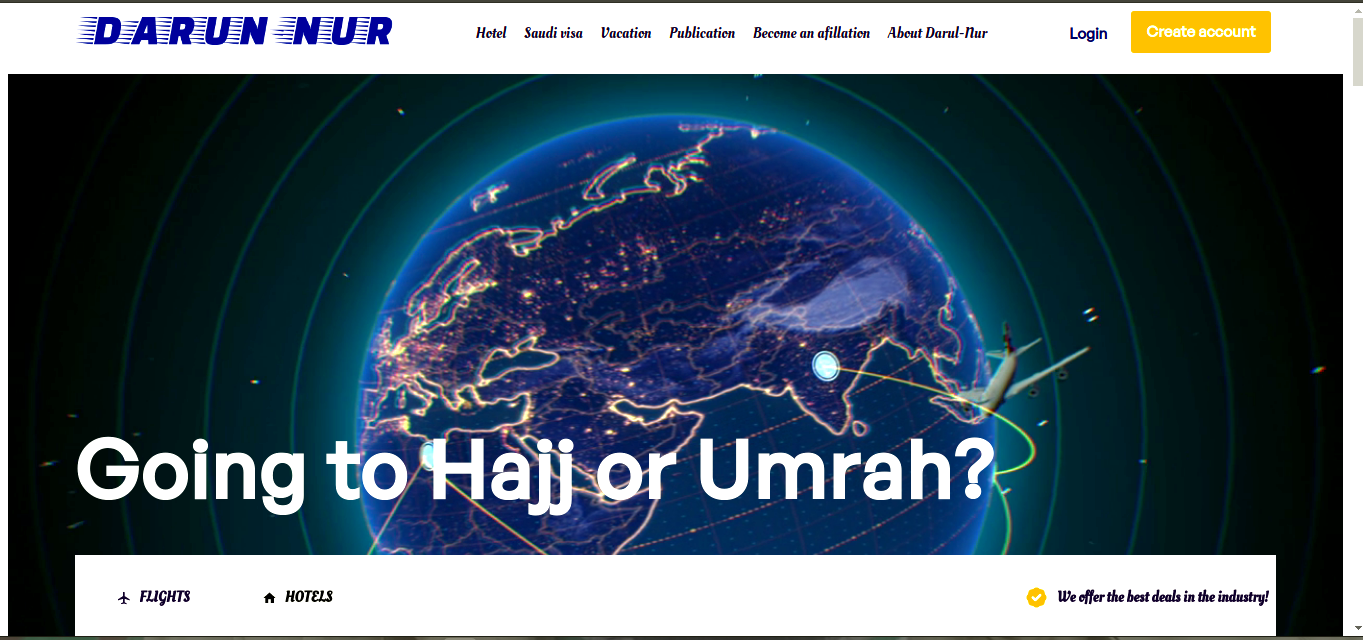 DARUN NUR
Hotel Saudi visa Vacation Publication Become an afillation About Darul-Nur Login Create account
Going to Hajj or Umrah?
FLIGHTS HOTELS We offer the best deals in the industry!